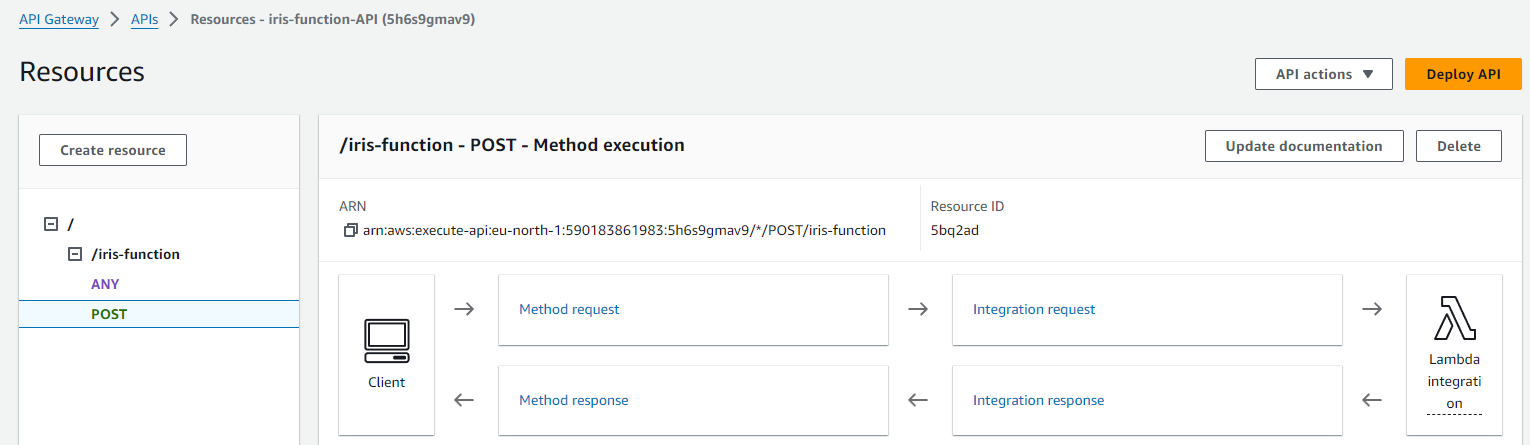 API Gateway > APIs > Resources - iris-function-API (5h6s9gmav9)
Resources
API actions ▼ Deploy API
Create resource
/
/iris-function
ANY
POST
/iris-function - POST - Method execution
Update documentation Delete
ARN
arn:aws:execute-api:eu-north-1:590183861983:5h6s9gmav9/*/POST/iris-function
Resource ID
5bq2ad
Client
Method request
Integration request
Lambda
integrati
on
Method response
Integration response